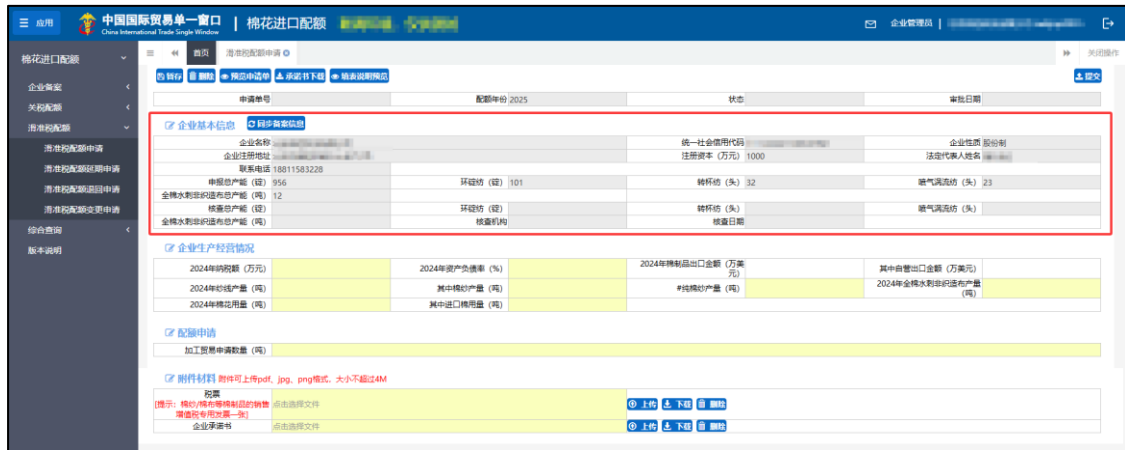 应用 中国国际贸易单一窗口 China International Trade Single Window | 棉花进口配额 企业管理员 |
棉花进口配额
企业备案
关税配额
滑准税配额
滑准税配额申请
滑准税配额延期申请
滑准税配额退回申请
滑准税配额变更申请
综合查询
版本说明
首页 滑准税配额申请 关闭操作
暂存 删除 预览申请单 承诺书下载 填表说明预览 提交
申请单号 配额年份 2025 状态 审批日期
企业基本信息 同步备案信息
企业名称 统一社会信用代码 企业性质 股份制
企业注册地址 注册资本（万元） 1000 法定代表人姓名
联系电话 18811583228
申报总产能（锭） 956 环锭纺（锭） 101 转杯纺（头） 32 喷气涡流纺（头） 23
全棉水刺非织造布总产能（吨） 12
核查总产能（锭） 环锭纺（锭） 转杯纺（头） 喷气涡流纺（头）
全棉水刺非织造布总产能（吨） 核查机构 核查日期
企业生产经营情况
2024年纳税额（万元） 2024年资产负债率（%） 2024年棉制品出口金额（万美元） 其中自营出口金额（万美元）
2024年纱线产量（吨） 其中棉纱产量（吨） #纯棉纱产量（吨） 2024年全棉水刺非织造布产量（吨）
2024年棉花用量（吨） 其中进口棉用量（吨）
配额申请
加工贸易申请数量（吨）
附件材料 附件可上传pdf、jpg、png格式，大小不超过4M
税票
[提示：棉纱/棉布等棉制品的销售增值税专用发票一张] 点击选择文件 上传 下载 删除
企业承诺书 点击选择文件 上传 下载 删除